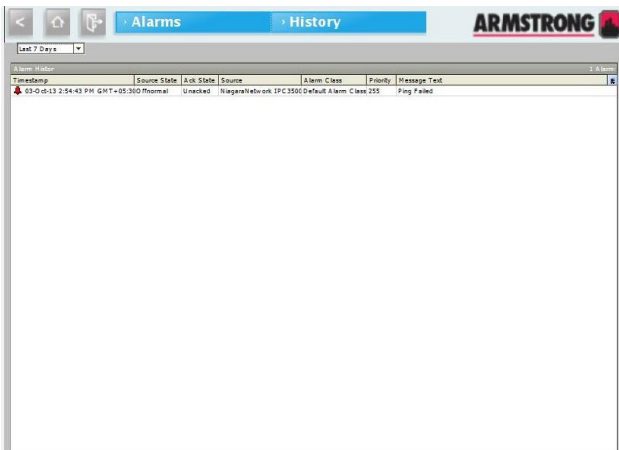 < › Alarms › History ARMSTRONG
Last 7 Days
Alarm Histor 1 Alarm
Timestamp Source State Ack State Source Alarm Class Priority Message Text
03-Oct-13 2:54:43 PM GMT+05:30 Offnormal Unacked NiagaraNetwork IPC3500 Default Alarm Class 255 Ping Failed